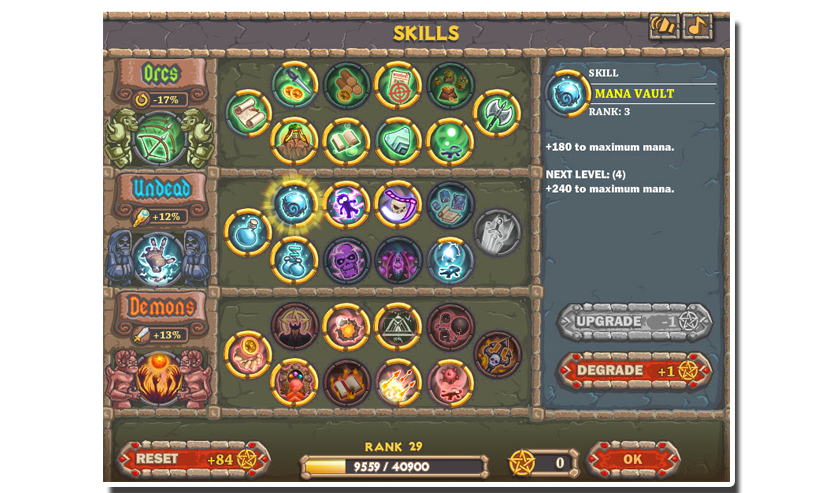 SKILLS
Orcs
-17%
Undead
+12%
Demons
+13%
SKILL
MANA VAULT
RANK: 3
+180 to maximum mana.
NEXT LEVEL: (4)
+240 to maximum mana.
UPGRADE -1
DEGRADE +1
RESET +84
RANK 29
9559 / 40900
0
OK